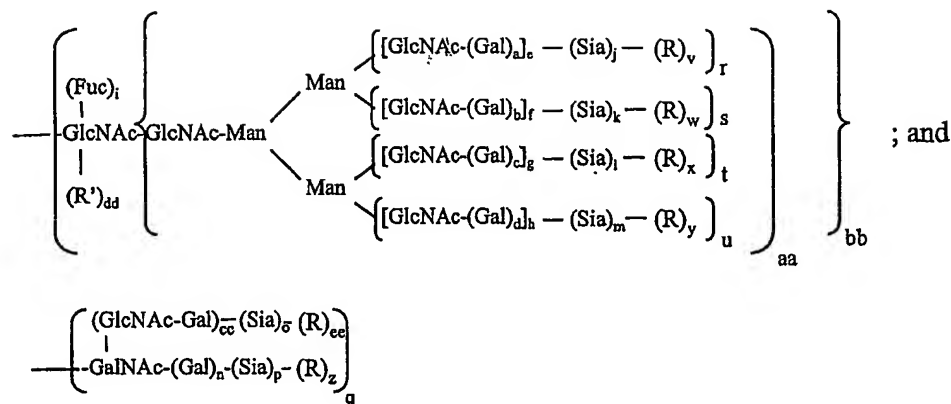 [GlcNAc-(Gal)a]e — (Sia)j — (R)v r
(Fuc)i
Man
[GlcNAc-(Gal)b]f — (Sia)k — (R)w s
GlcNAc-GlcNAc-Man ; and
[GlcNAc-(Gal)c]g — (Sia)l — (R)x t
(R')dd
Man
[GlcNAc-(Gal)d]h — (Sia)m — (R)y u
aa bb
(GlcNAc-Gal)cc-(Sia)o-(R)ee
GalNAc-(Gal)n-(Sia)p-(R)z q